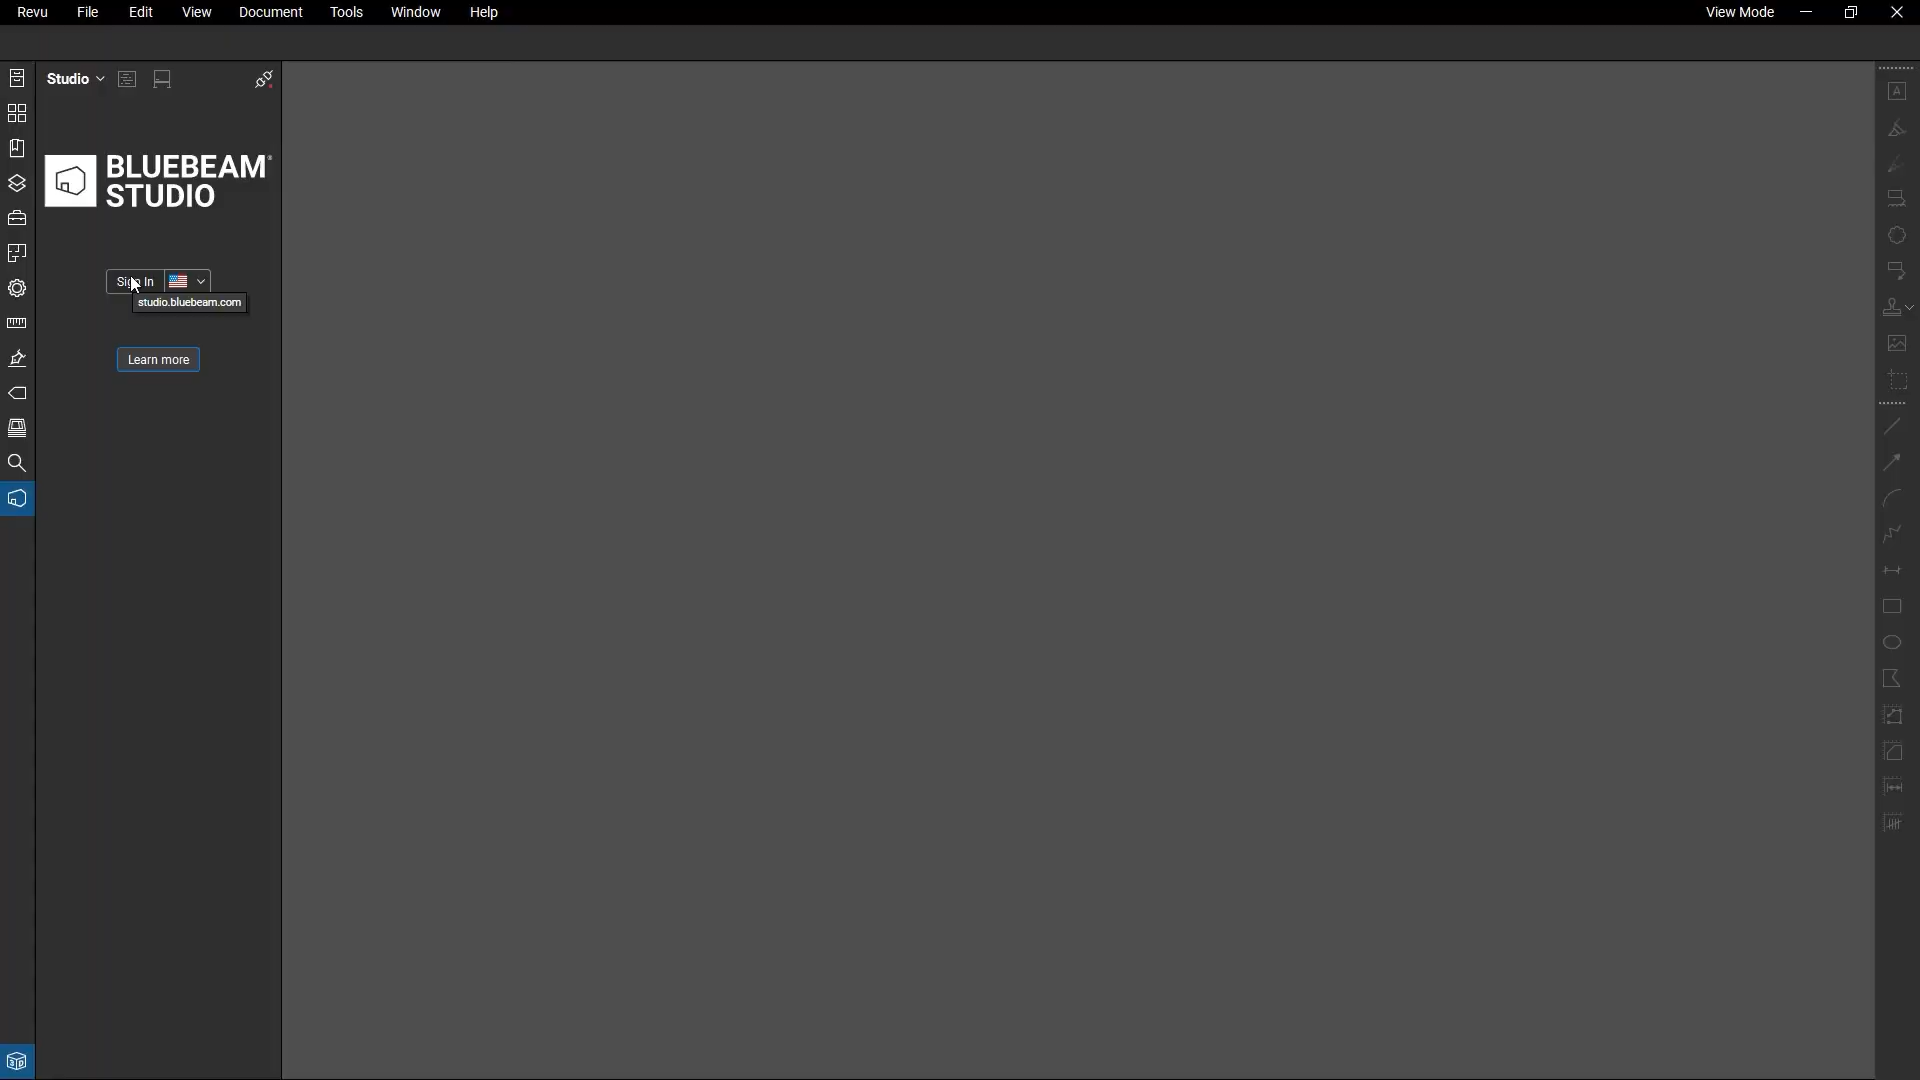 Revu File Edit View Document Tools Window Help View Mode
Studio
BLUEBEAM®
STUDIO
Sign In
studio.bluebeam.com
Learn more
3D